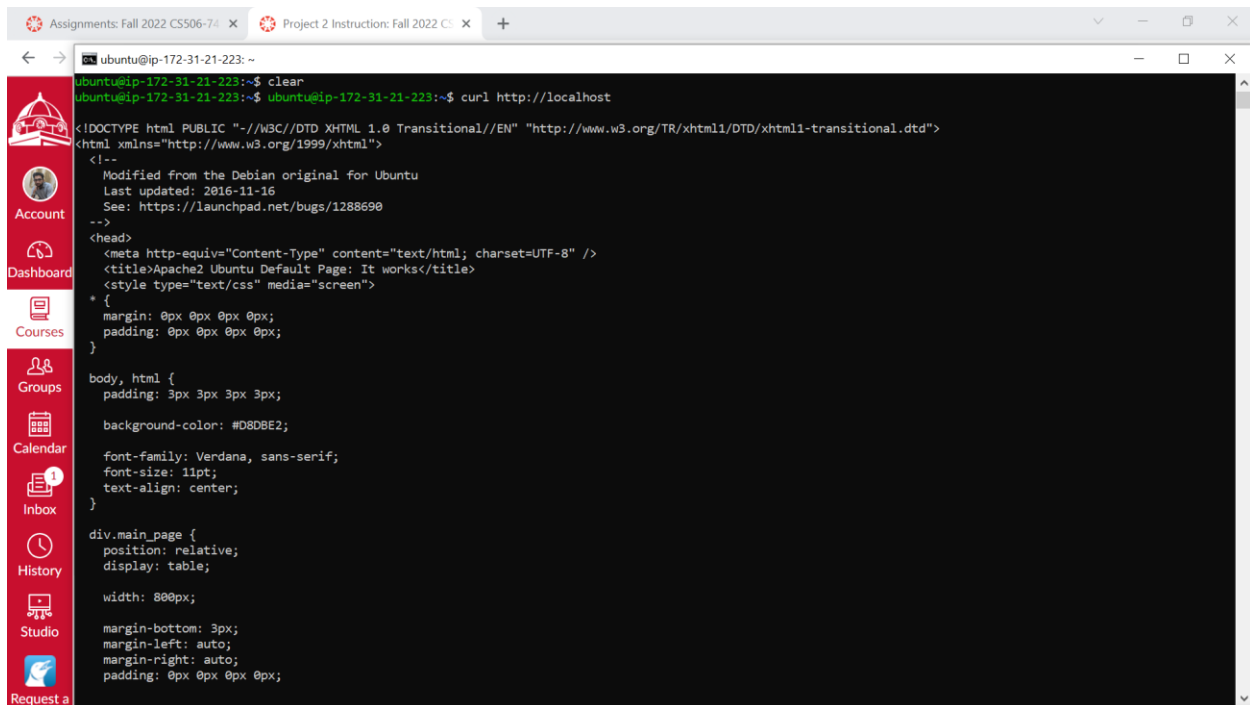 Assignments: Fall 2022 CS506-74
Project 2 Instruction: Fall 2022 CS
ubuntu@ip-172-31-21-223: ~
Account
Dashboard
Courses
Groups
Calendar
1
Inbox
History
Studio
Request a
ubuntu@ip-172-31-21-223:~$ clear
ubuntu@ip-172-31-21-223:~$ ubuntu@ip-172-31-21-223:~$ curl http://localhost
<!DOCTYPE html PUBLIC "-//W3C//DTD XHTML 1.0 Transitional//EN" "http://www.w3.org/TR/xhtml1/DTD/xhtml1-transitional.dtd">
<html xmlns="http://www.w3.org/1999/xhtml">
<!--
Modified from the Debian original for Ubuntu
Last updated: 2016-11-16
See: https://launchpad.net/bugs/1288690
-->
<head>
<meta http-equiv="Content-Type" content="text/html; charset=UTF-8" />
<title>Apache2 Ubuntu Default Page: It works</title>
<style type="text/css" media="screen">
* {
margin: 0px 0px 0px 0px;
padding: 0px 0px 0px 0px;
}
body, html {
padding: 3px 3px 3px 3px;
background-color: #D8DBE2;
font-family: Verdana, sans-serif;
font-size: 11pt;
text-align: center;
}
div.main_page {
position: relative;
display: table;
width: 800px;
margin-bottom: 3px;
margin-left: auto;
margin-right: auto;
padding: 0px 0px 0px 0px;